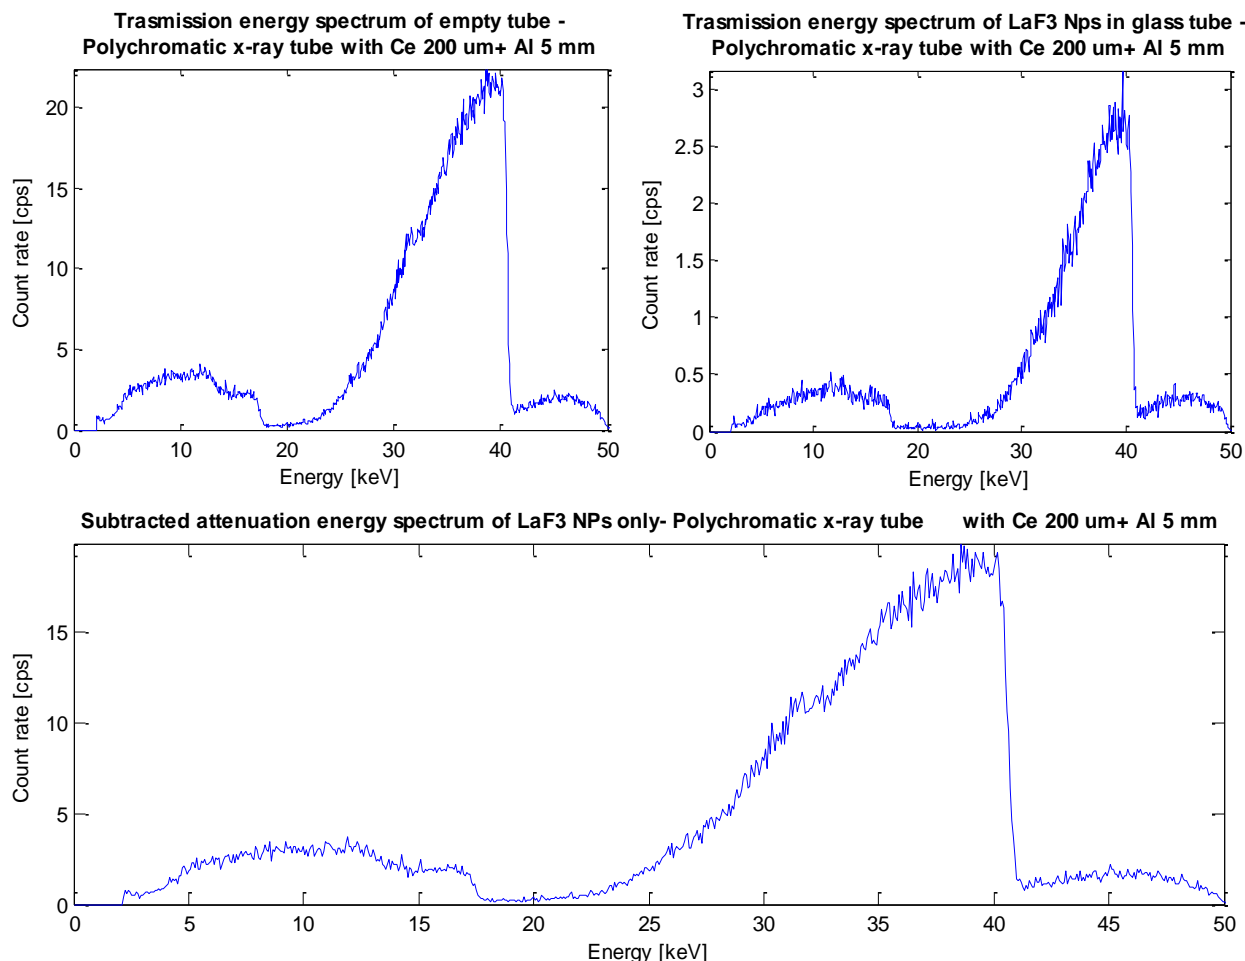 Trasmission energy spectrum of empty tube -
Polychromatic x-ray tube with Ce 200 um+ Al 5 mm
20
15
10
5
0
Count rate [cps]
0 10 20 30 40 50
Energy [keV]
Trasmission energy spectrum of LaF3 Nps in glass tube -
Polychromatic x-ray tube with Ce 200 um+ Al 5 mm
3
2.5
2
1.5
1
0.5
0
Count rate [cps]
0 10 20 30 40 50
Energy [keV]
Subtracted attenuation energy spectrum of LaF3 NPs only- Polychromatic x-ray tube with Ce 200 um+ Al 5 mm
15
10
5
0
Count rate [cps]
0 5 10 15 20 25 30 35 40 45 50
Energy [keV]